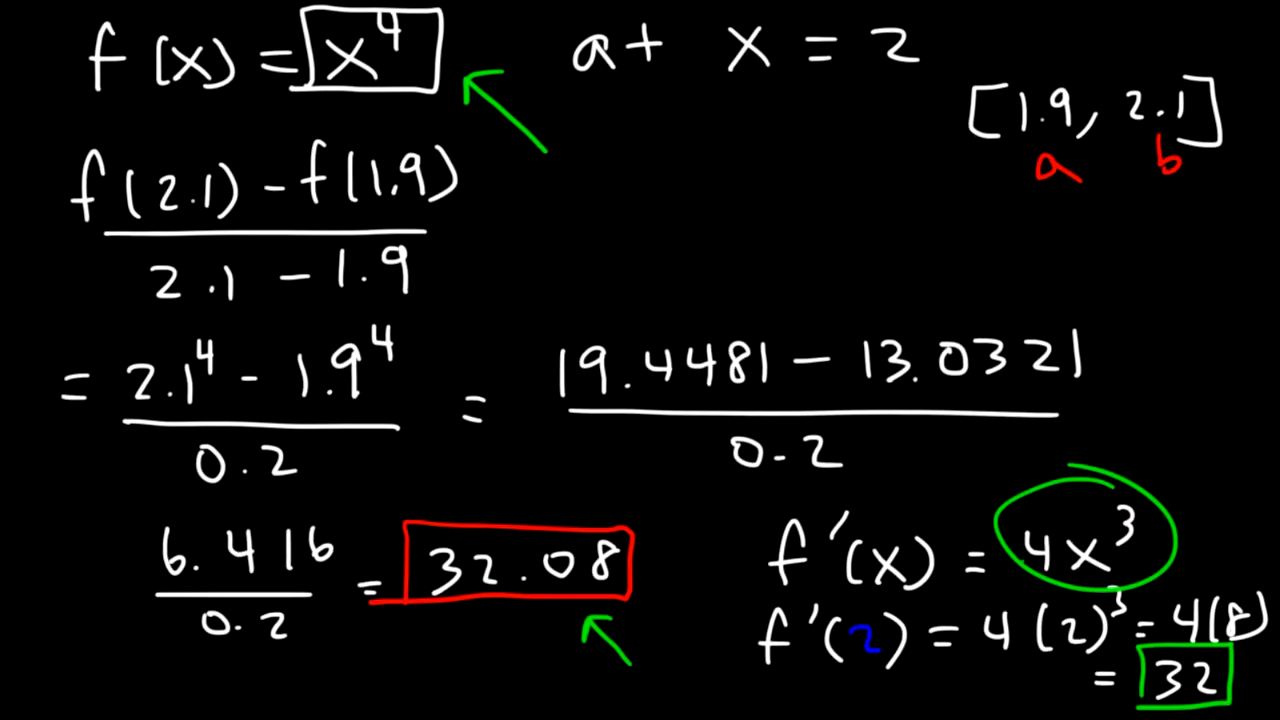 f(x) = x⁴ at x = 2
[1.9, 2.1]
a b
f(2.1) - f(1.9)
2.1 - 1.9
= 2.1⁴ - 1.9⁴ = 19.4481 - 13.0321
0.2 0.2
6.416 = 32.08
0.2
f'(x) = 4x³
f'(2) = 4(2)³ = 4(8)
= 32